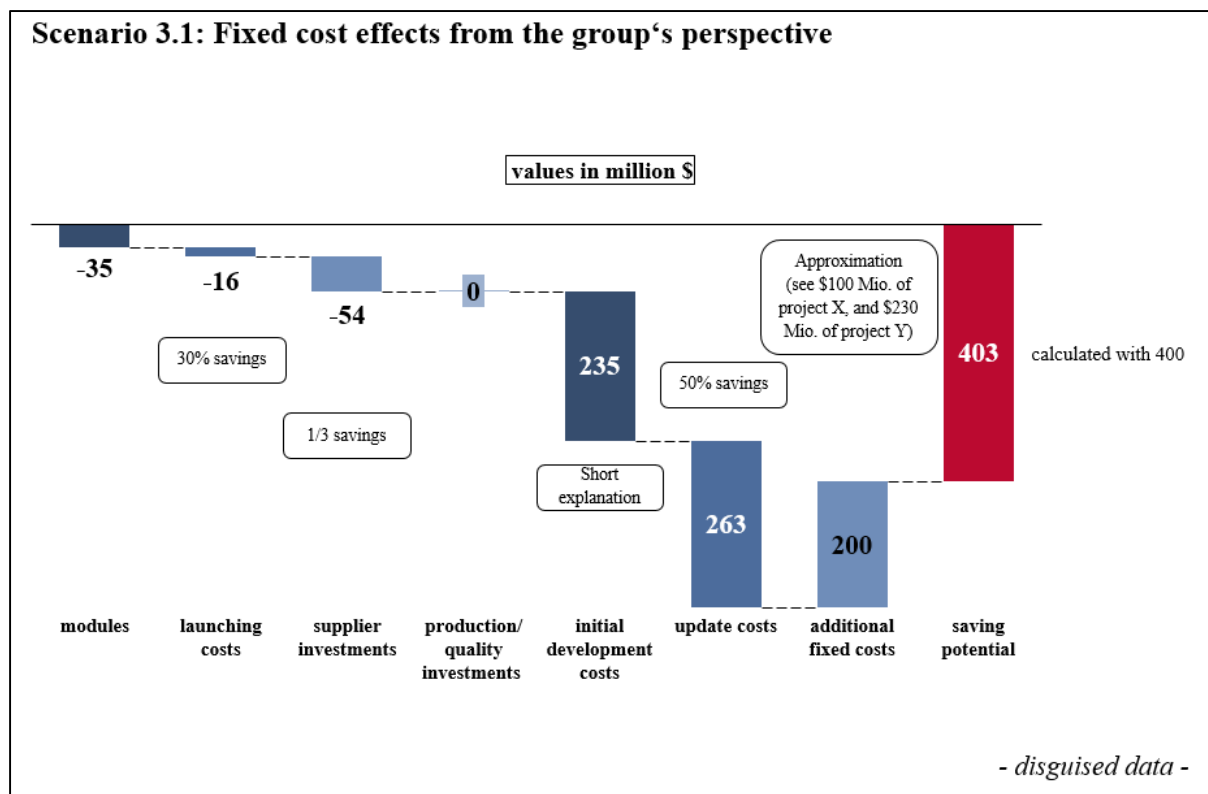 Scenario 3.1: Fixed cost effects from the group‘s perspective
values in million $
-35
-16
-54
0
235
263
200
403
calculated with 400
30% savings
1/3 savings
Short
explanation
50% savings
Approximation
(see $100 Mio. of
project X, and $230
Mio. of project Y)
modules
launching
costs
supplier
investments
production/
quality
investments
initial
development
costs
update costs
additional
fixed costs
saving
potential
- disguised data -